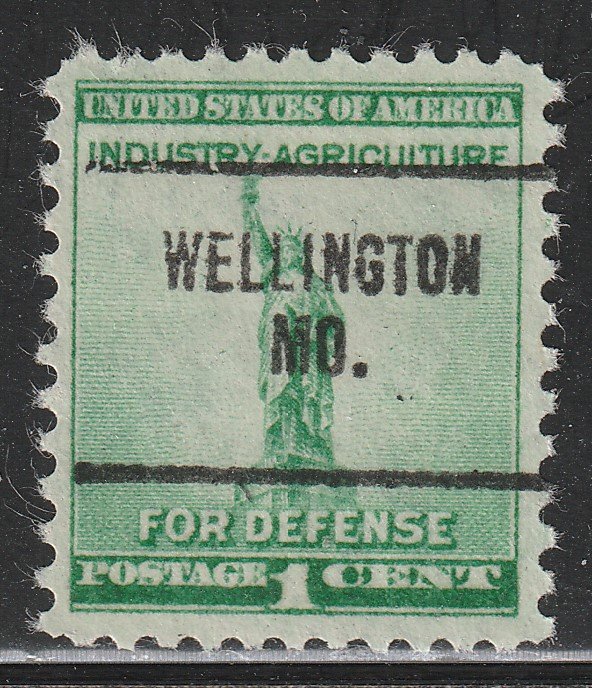 UNITED STATES OF AMERICA
INDUSTRY-AGRICULTURE
WELLINGTON
MO.
FOR DEFENSE
POSTAGE 1 CENT